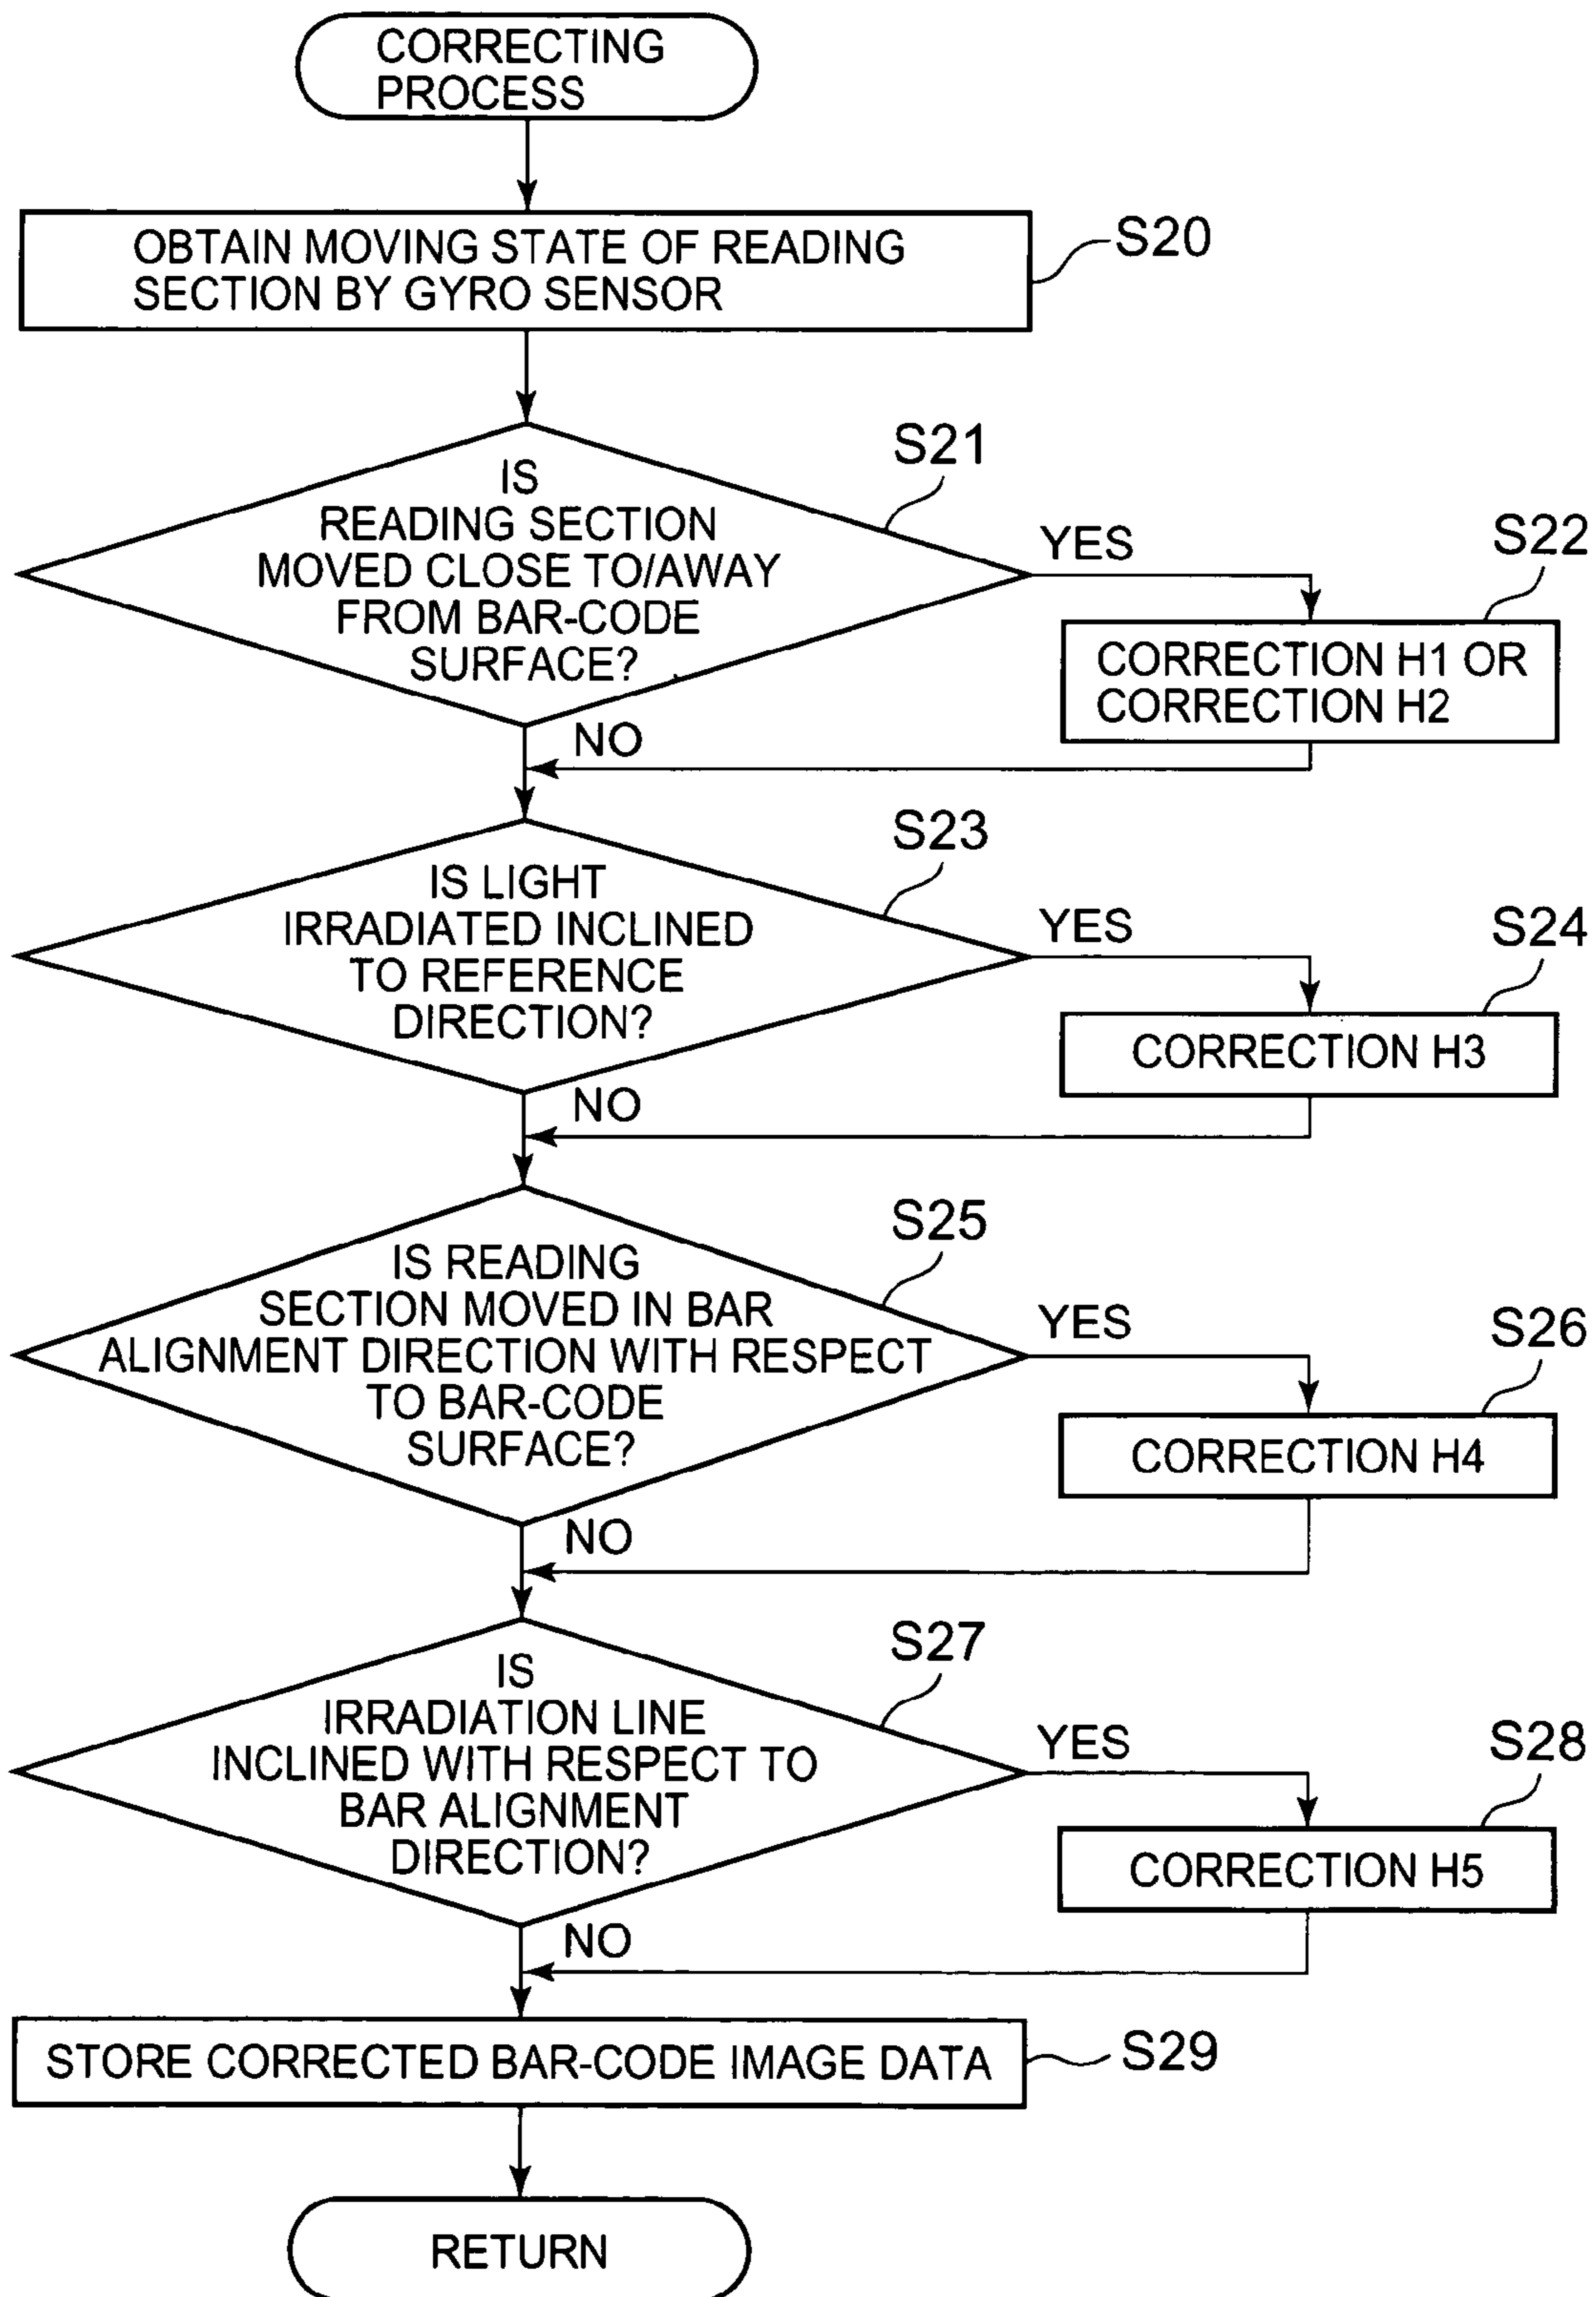 CORRECTING
PROCESS
OBTAIN MOVING STATE OF READING
SECTION BY GYRO SENSOR
S20
S21
IS
READING SECTION
MOVED CLOSE TO/AWAY
FROM BAR-CODE
SURFACE?
YES
S22
CORRECTION H1 OR
CORRECTION H2
NO
S23
IS LIGHT
IRRADIATED INCLINED
TO REFERENCE
DIRECTION?
YES
S24
CORRECTION H3
NO
S25
IS READING
SECTION MOVED IN BAR
ALIGNMENT DIRECTION WITH RESPECT
TO BAR-CODE
SURFACE?
YES
S26
CORRECTION H4
NO
S27
IS
IRRADIATION LINE
INCLINED WITH RESPECT TO
BAR ALIGNMENT
DIRECTION?
YES
S28
CORRECTION H5
NO
STORE CORRECTED BAR-CODE IMAGE DATA
S29
RETURN